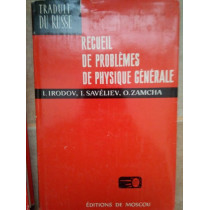 TRADUIT
DU RUSSE
RECUEIL
DE PROBLÈMES
DE PHYSIQUE GÉNÉRALE
I. IRODOV, I. SAVÉLIEV, O. ZAMCHA
ÉDITIONS DE MOSCOU